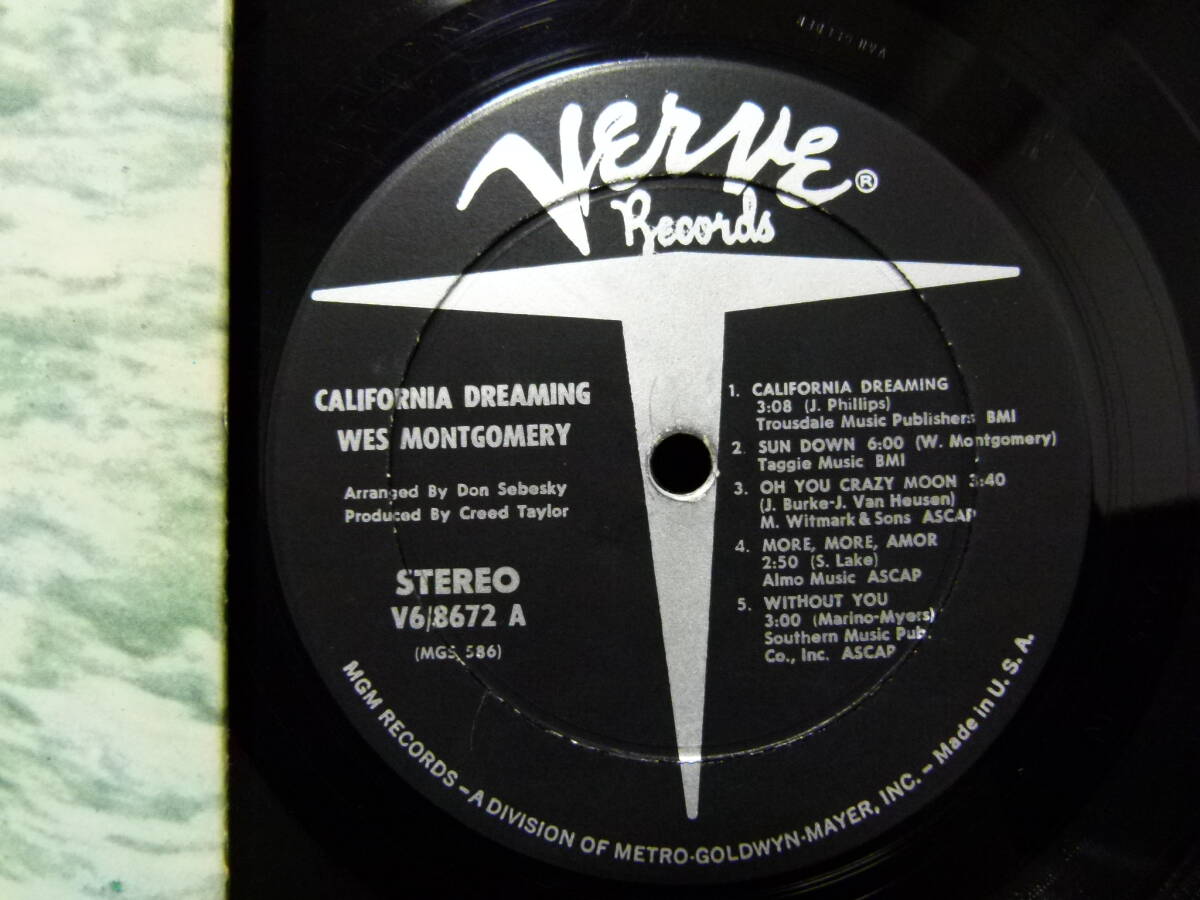 VAN GELDER
Verve ®
Records
CALIFORNIA DREAMING
WES MONTGOMERY
Arranged By Don Sebesky
Produced By Creed Taylor
STEREO
V6/8672 A
(MGS 586)
1. CALIFORNIA DREAMING
3:08 (J. Phillips)
Trousdale Music Publishers BMI
2. SUN DOWN 6:00 (W. Montgomery)
Taggie Music BMI
3. OH YOU CRAZY MOON 3:40
(J. Burke-J. Van Heusen)
M. Witmark & Sons ASCAP
4. MORE, MORE, AMOR
2:50 (S. Lake)
Almo Music ASCAP
5. WITHOUT YOU
3:00 (Marino-Myers)
Southern Music Pub.
Co., Inc. ASCAP
MGM RECORDS – A DIVISION OF METRO-GOLDWYN-MAYER, INC. – Made in U. S. A.